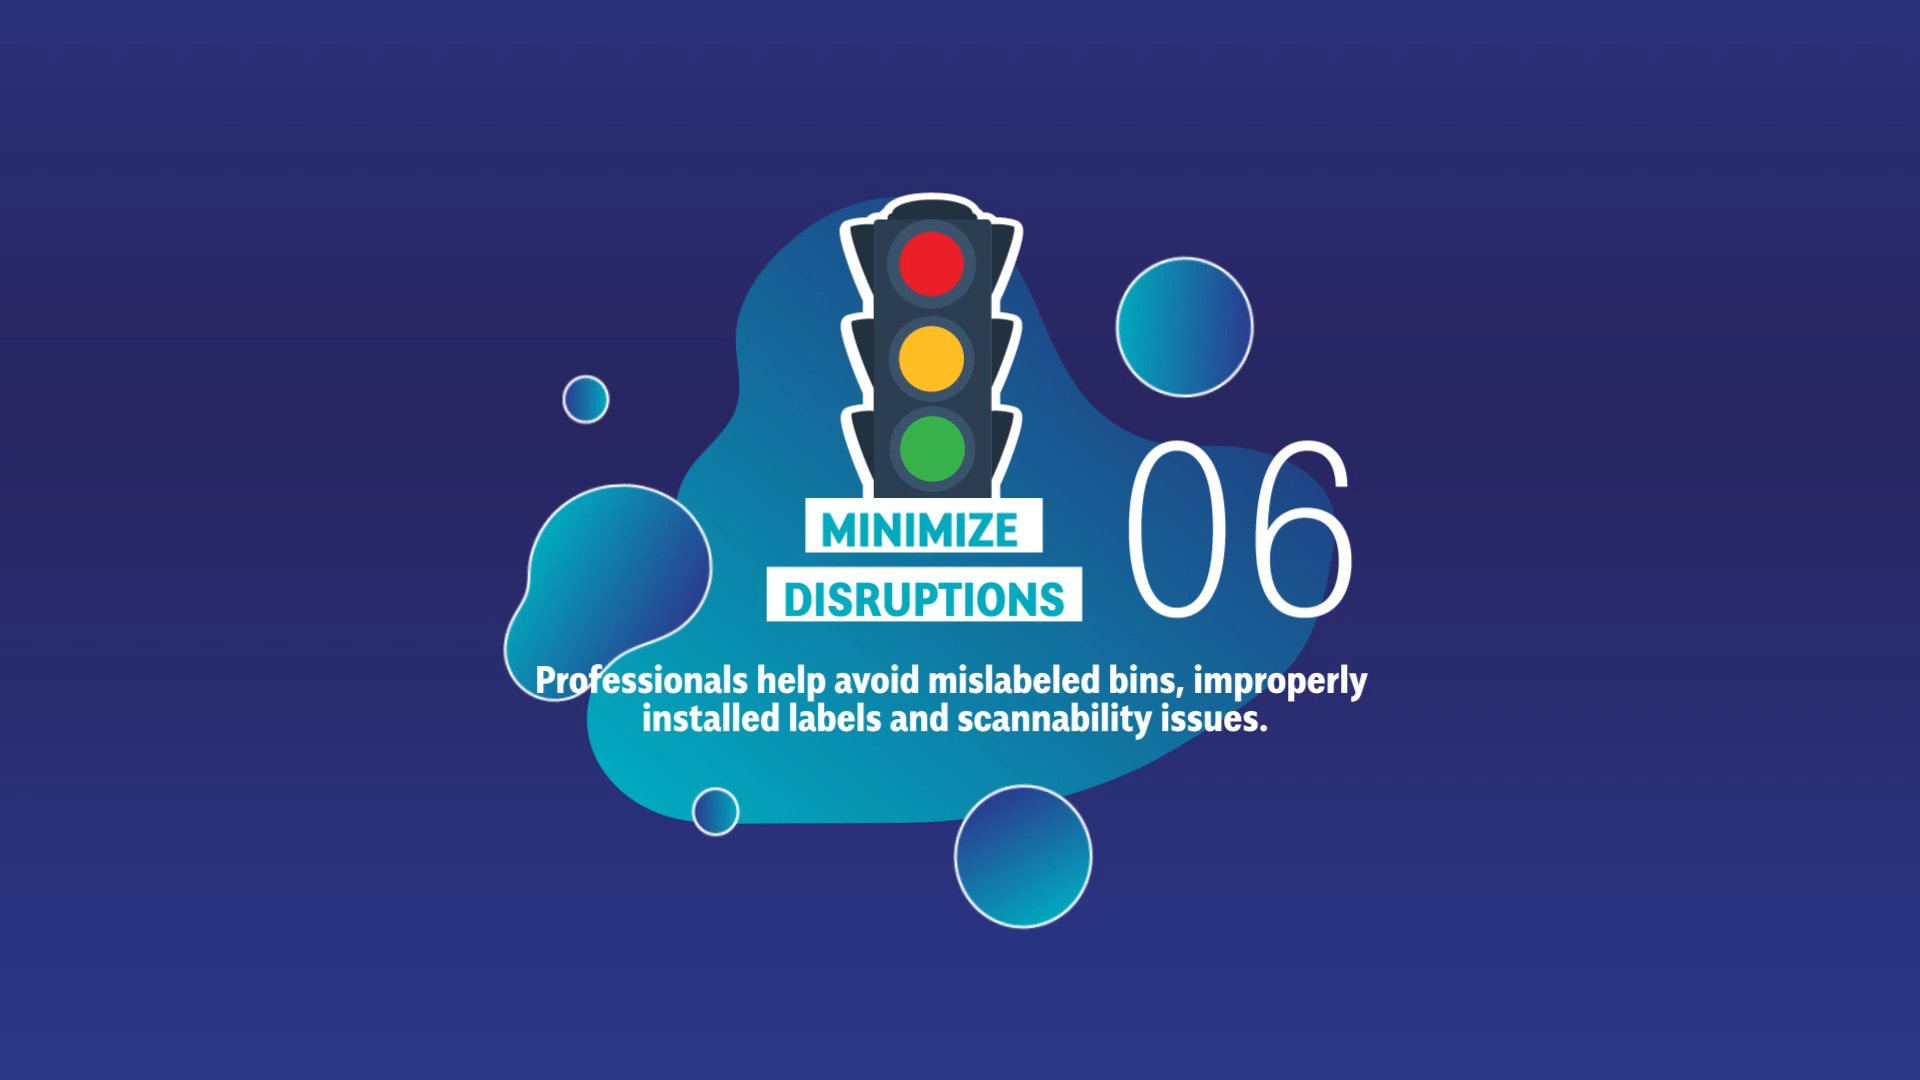 MINIMIZE
DISRUPTIONS
06
Professionals help avoid mislabeled bins, improperly
installed labels and scannability issues.